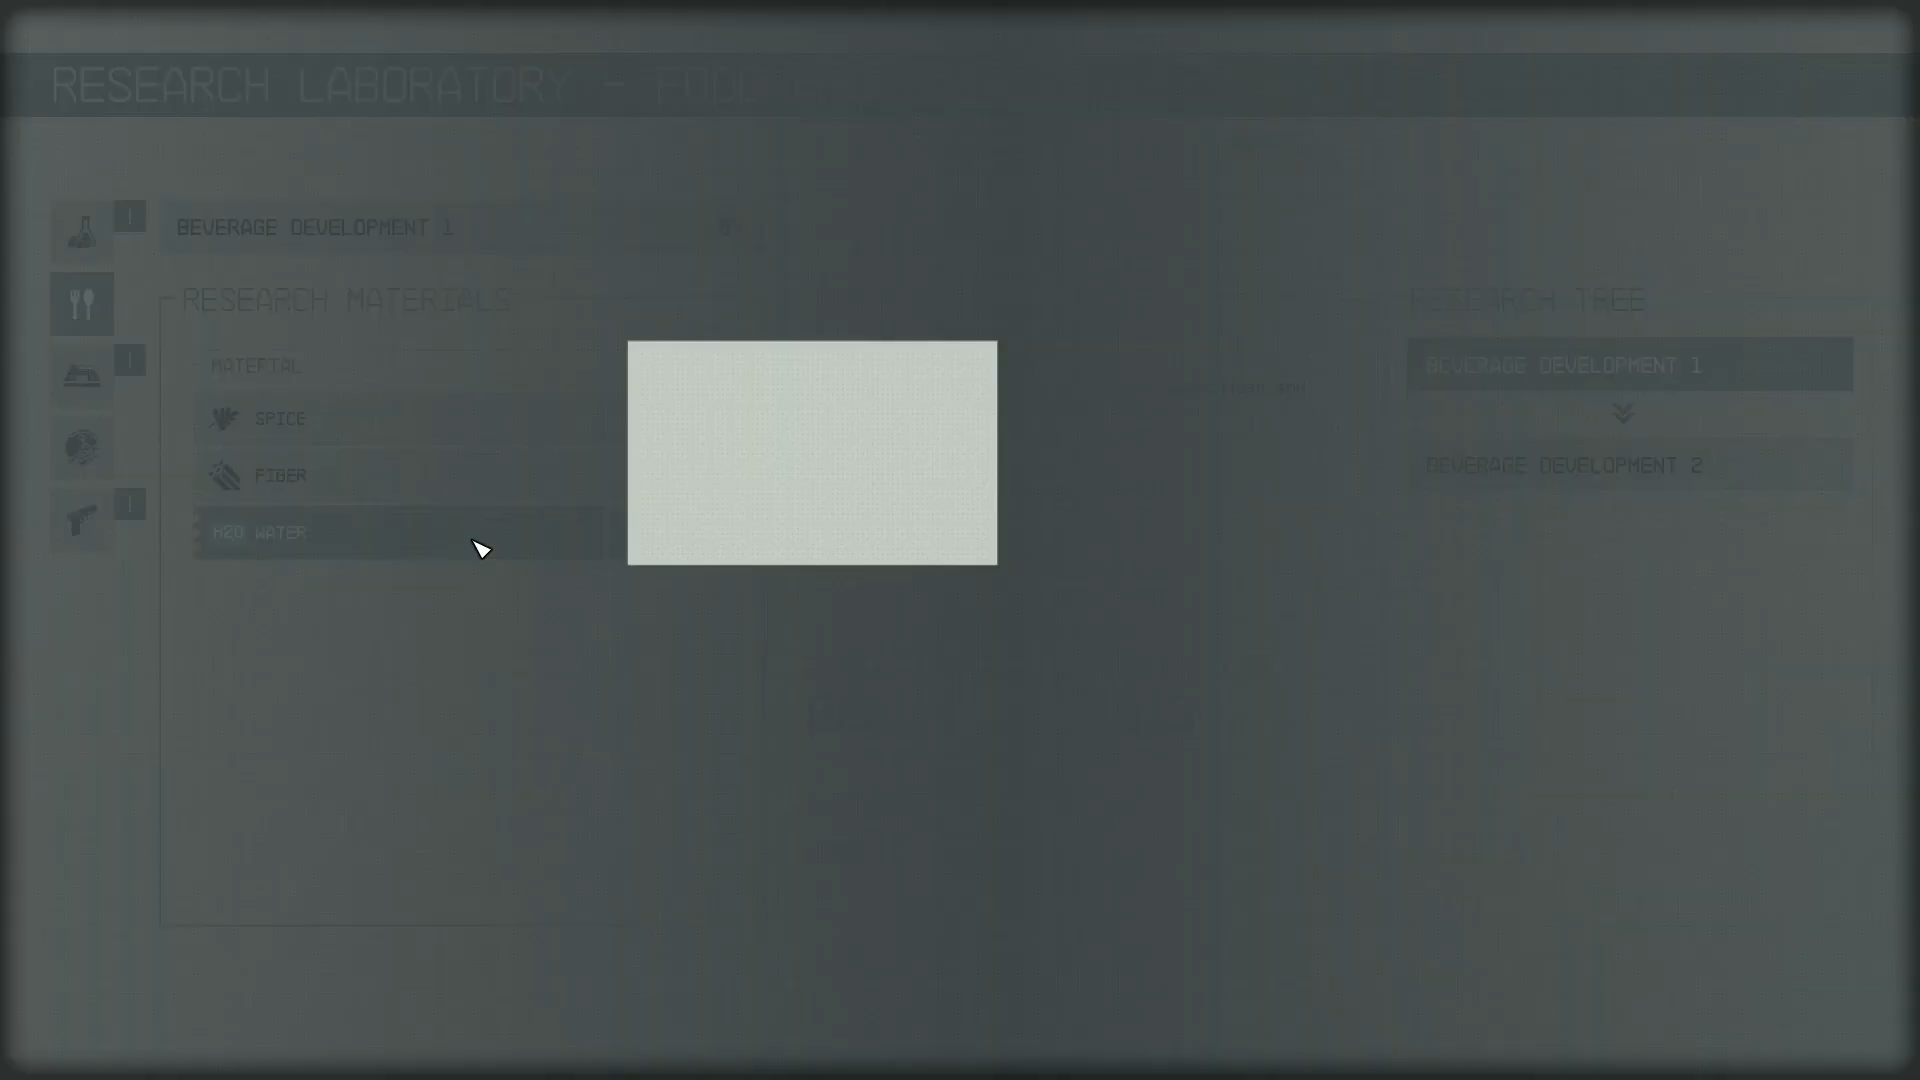 RESEARCH LABORATORY -
BEVERAGE DEVELOPMENT 1
RESEARCH MATERIALS
MATERIAL
SPICE
FIBER
H2O WATER
RESEARCH TREE
BEVERAGE DEVELOPMENT 1
BEVERAGE DEVELOPMENT 2